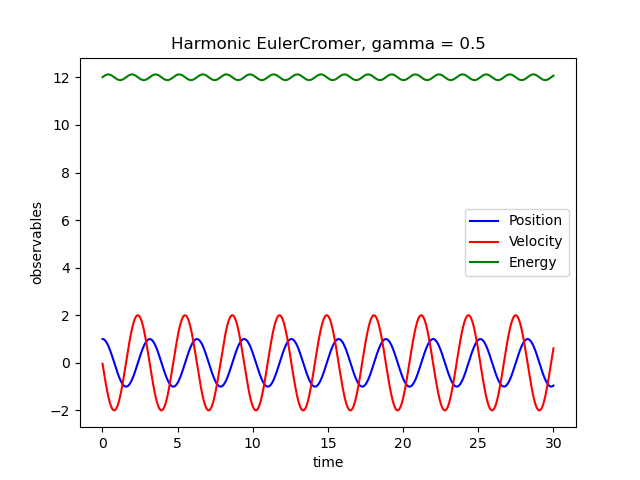 Harmonic EulerCromer, gamma = 0.5
12
10
8
6
4
2
0
−2
observables
Position
Velocity
Energy
0 5 10 15 20 25 30
time